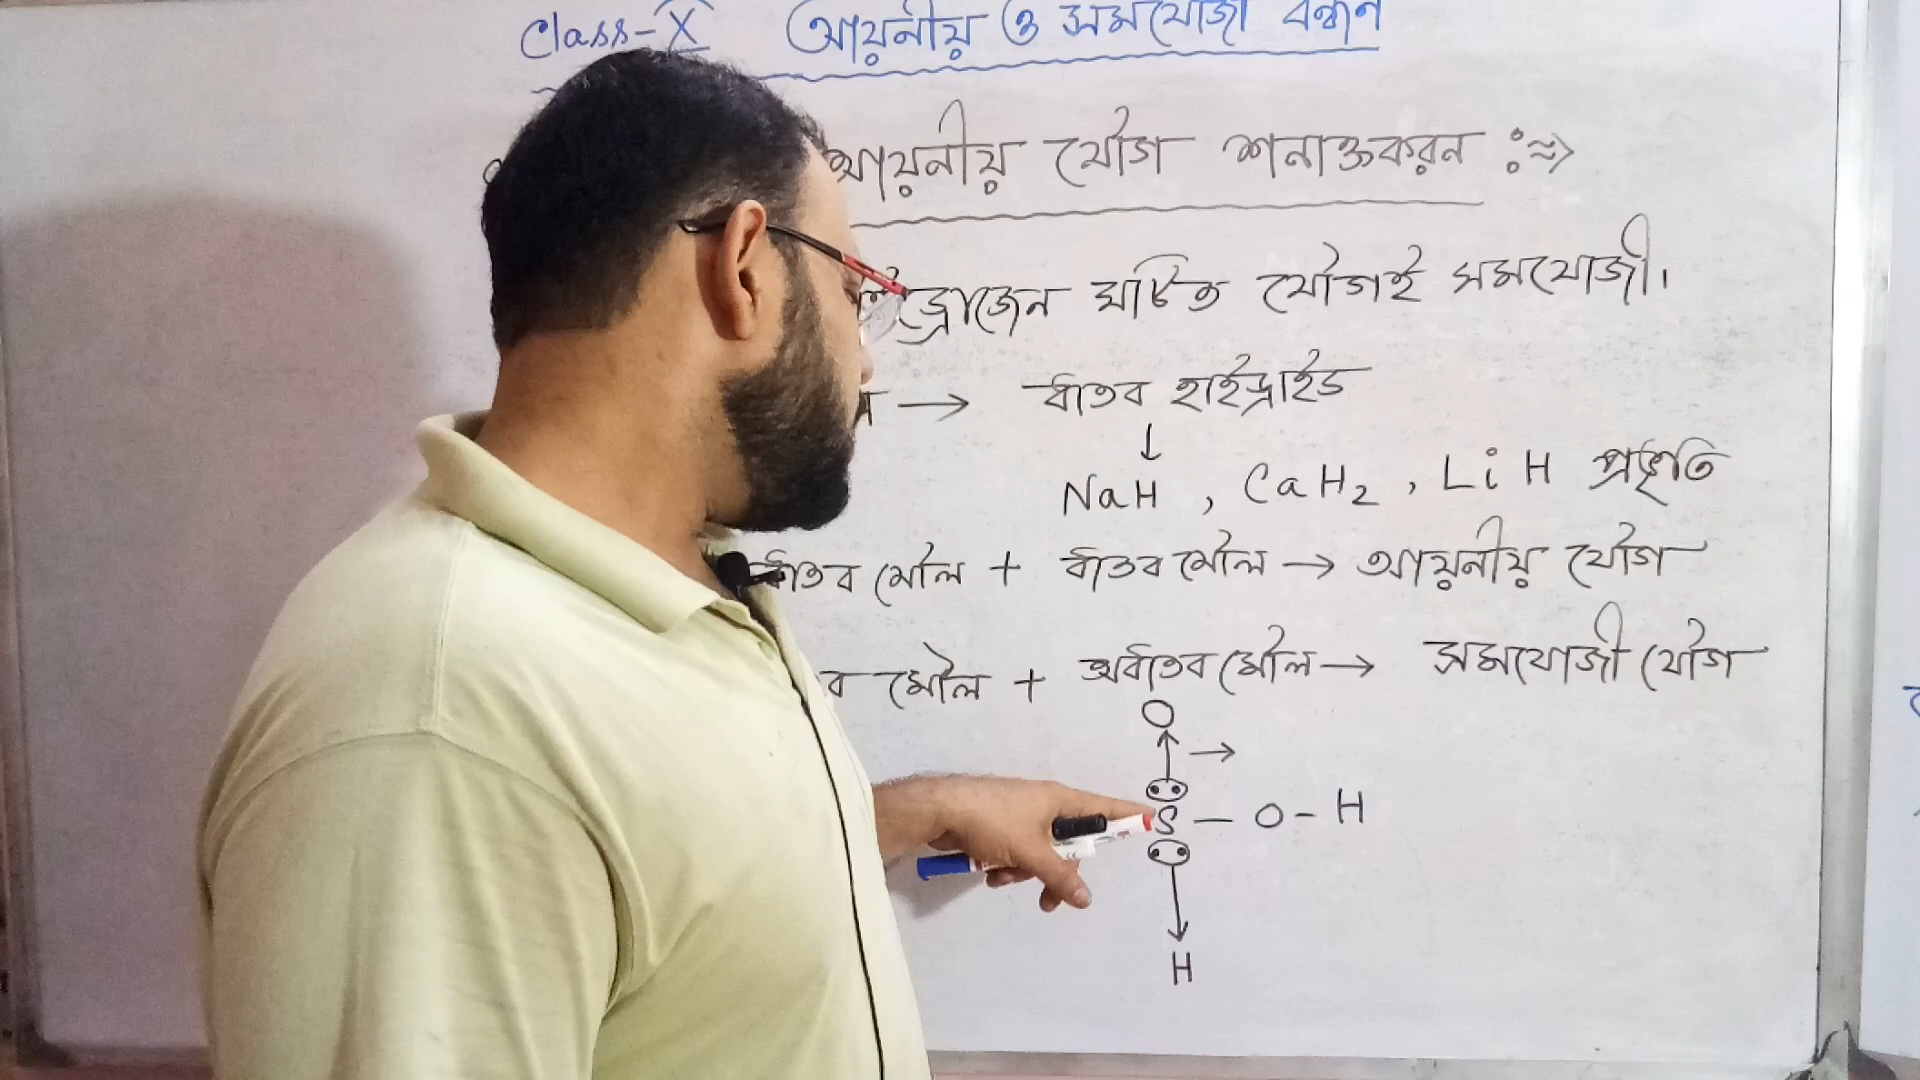 Class-X আয়নীয় ও সমযোজী বন্ধন
আয়নীয় যৌগ শনাক্তকরন :⇒
ড্রোজেন ঘটিত যৌগই সমযোজী।
→ ধাতব হাইড্রাইড
↓
NaH , CaH2 , LiH প্রভৃতি
ধাতব মৌল + ধাতব মৌল → আয়নীয় যৌগ
ব মৌল + অধাতব মৌল → সমযোজী যৌগ
O
↑ →
S — O - H
↓
H